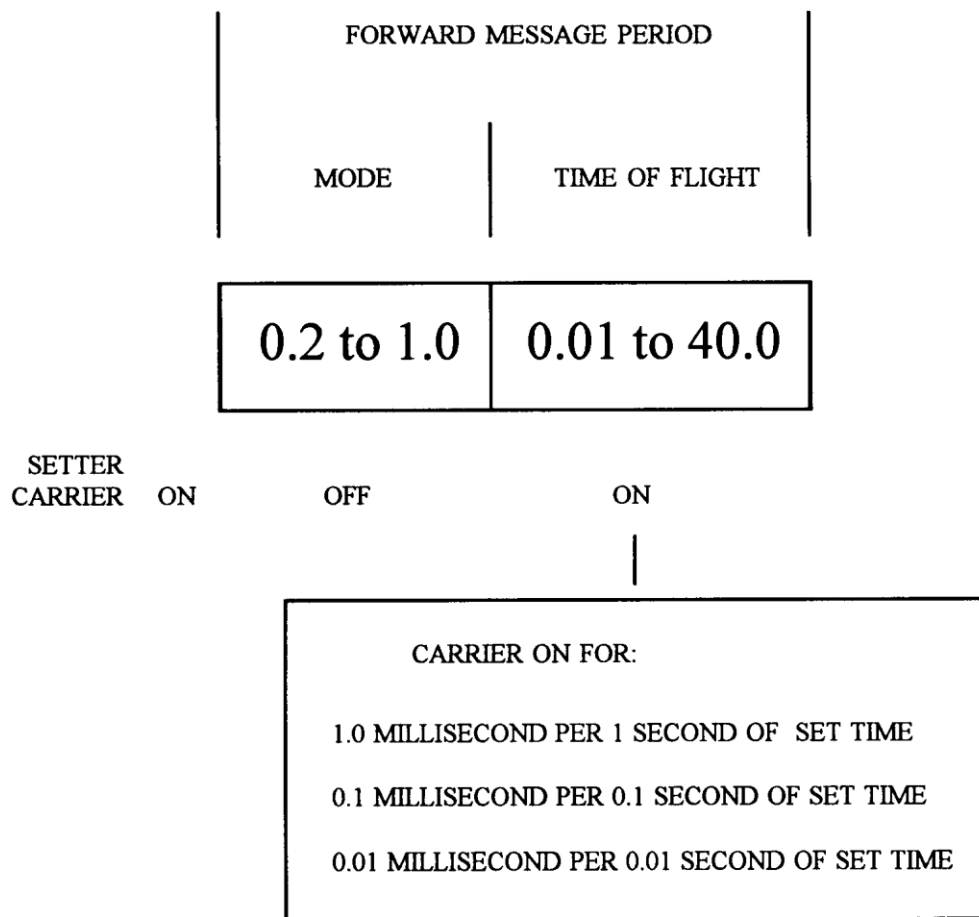 FORWARD MESSAGE PERIOD
MODE TIME OF FLIGHT
0.2 to 1.0 0.01 to 40.0
SETTER
CARRIER ON OFF ON
CARRIER ON FOR:
1.0 MILLISECOND PER 1 SECOND OF SET TIME
0.1 MILLISECOND PER 0.1 SECOND OF SET TIME
0.01 MILLISECOND PER 0.01 SECOND OF SET TIME